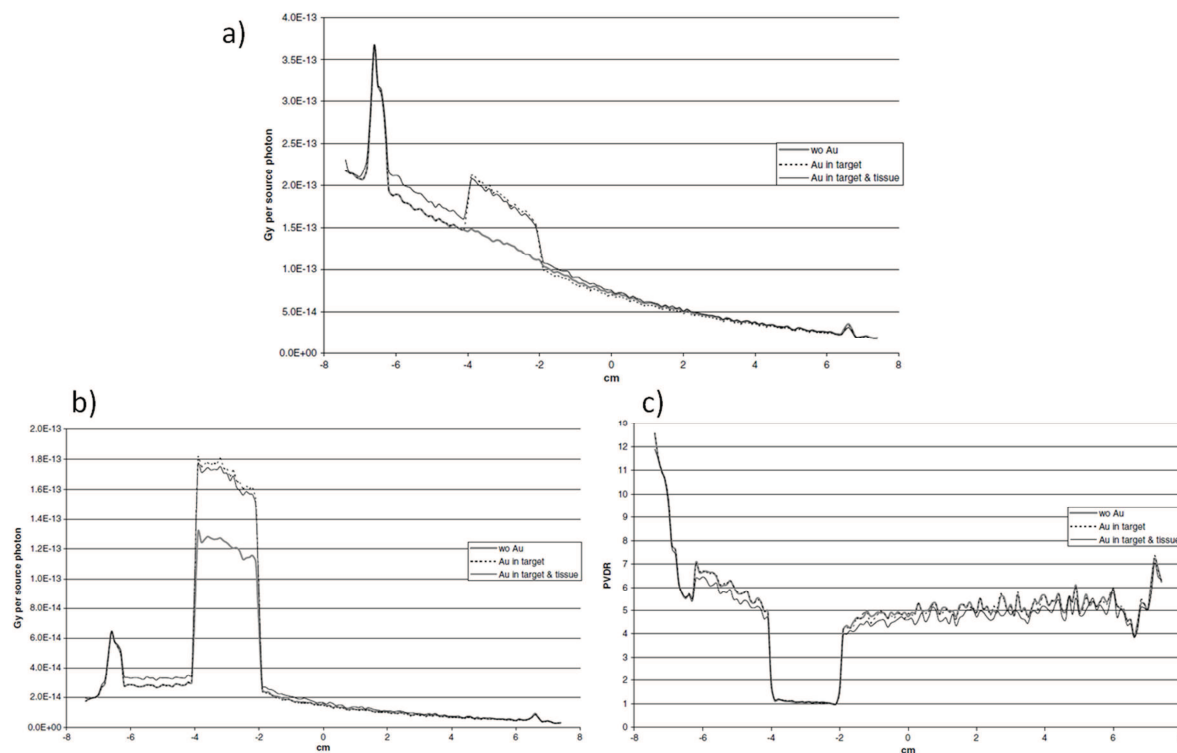 a)
4.0E-13
3.5E-13
3.0E-13
2.5E-13
2.0E-13
1.5E-13
1.0E-13
5.0E-14
0.0E+00
Gy per source photon
wo Au
Au in target
Au in target & tissue
-8 -6 -4 -2 0 2 4 6 8
cm
b)
2.0E-13
1.8E-13
1.6E-13
1.4E-13
1.2E-13
1.0E-13
8.0E-14
6.0E-14
4.0E-14
2.0E-14
0.0E+00
Gy per source photon
wo Au
Au in target
Au in target & tissue
-8 -6 -4 -2 0 2 4 6 8
cm
c)
12
11
10
9
8
7
6
5
4
3
2
1
0
PVDR
wo Au
Au in target
Au in target & tissue
-8 -6 -4 -2 0 2 4 6
cm